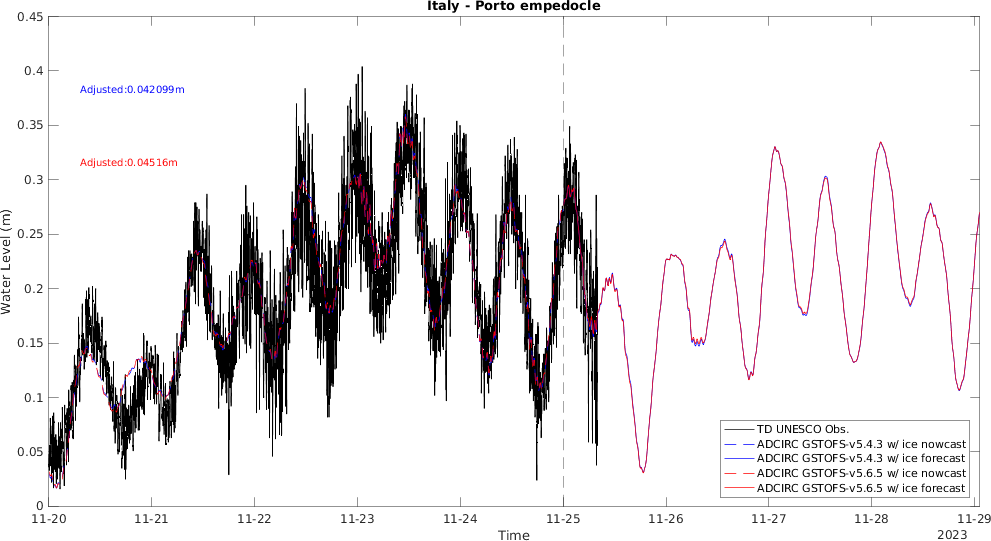 Italy - Porto empedocle
0.45
0.4
0.35
0.3
0.25
0.2
0.15
0.1
0.05
0
Water Level (m)
Adjusted:0.042099m
Adjusted:0.04516m
TD UNESCO Obs.
ADCIRC GSTOFS-v5.4.3 w/ ice nowcast
ADCIRC GSTOFS-v5.4.3 w/ ice forecast
ADCIRC GSTOFS-v5.6.5 w/ ice nowcast
ADCIRC GSTOFS-v5.6.5 w/ ice forecast
11-20 11-21 11-22 11-23 11-24 11-25 11-26 11-27 11-28 11-29
Time
2023